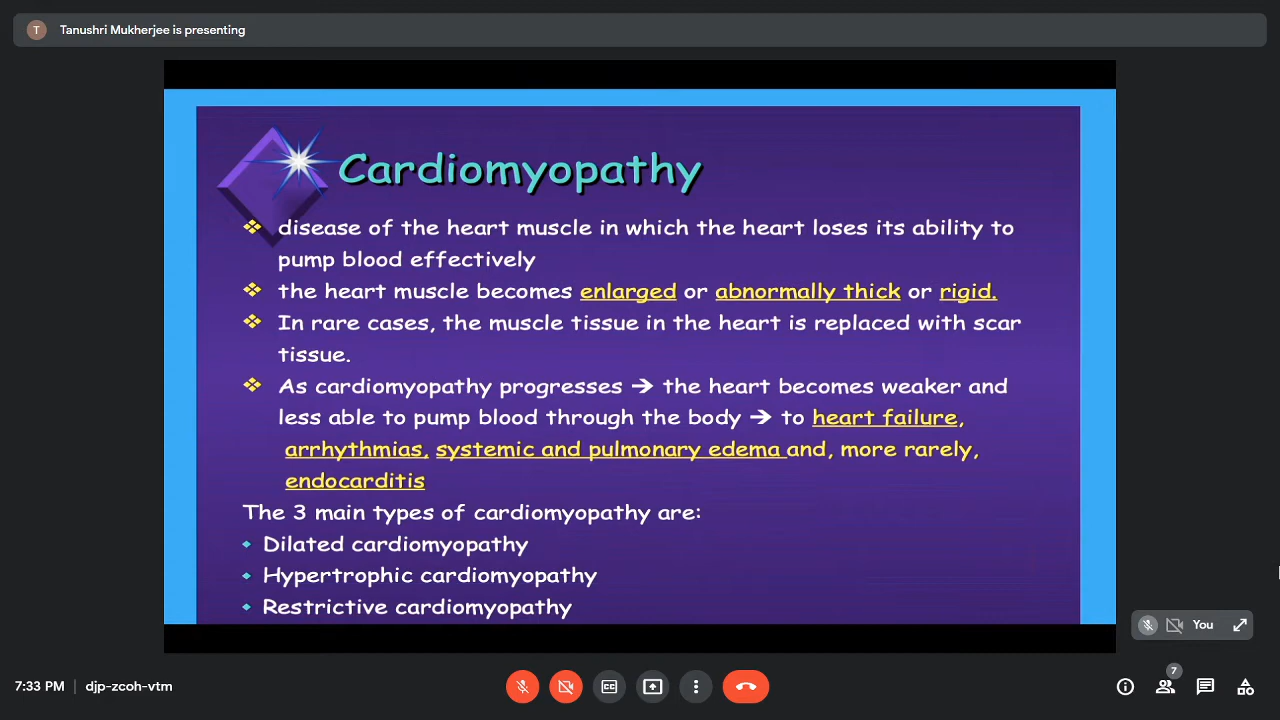 T Tanushri Mukherjee is presenting
Cardiomyopathy
disease of the heart muscle in which the heart loses its ability to
pump blood effectively
the heart muscle becomes enlarged or abnormally thick or rigid.
In rare cases, the muscle tissue in the heart is replaced with scar
tissue.
As cardiomyopathy progresses → the heart becomes weaker and
less able to pump blood through the body → to heart failure,
arrhythmias, systemic and pulmonary edema and, more rarely,
endocarditis
The 3 main types of cardiomyopathy are:
Dilated cardiomyopathy
Hypertrophic cardiomyopathy
Restrictive cardiomyopathy
You
7:33 PM | djp-zcoh-vtm
CC
7